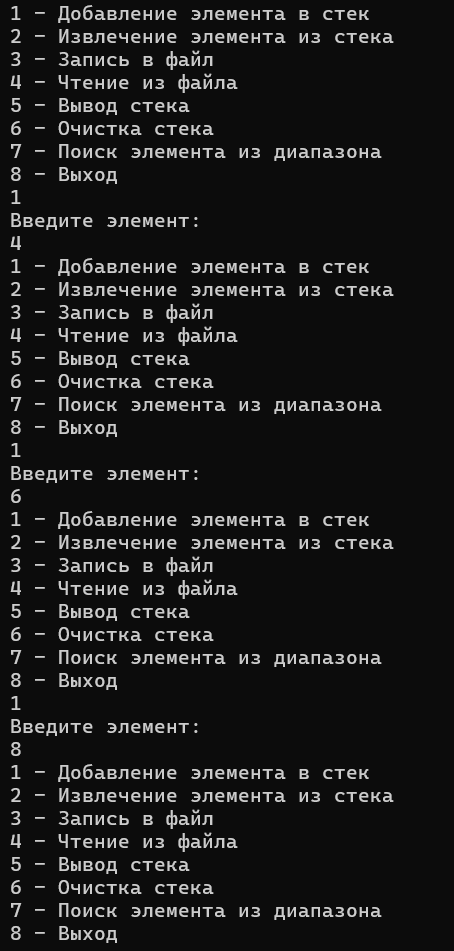 1 – Добавление элемента в стек
2 – Извлечение элемента из стека
3 – Запись в файл
4 – Чтение из файла
5 – Вывод стека
6 – Очистка стека
7 – Поиск элемента из диапазона
8 – Выход
1
Введите элемент:
4
1 – Добавление элемента в стек
2 – Извлечение элемента из стека
3 – Запись в файл
4 – Чтение из файла
5 – Вывод стека
6 – Очистка стека
7 – Поиск элемента из диапазона
8 – Выход
1
Введите элемент:
6
1 – Добавление элемента в стек
2 – Извлечение элемента из стека
3 – Запись в файл
4 – Чтение из файла
5 – Вывод стека
6 – Очистка стека
7 – Поиск элемента из диапазона
8 – Выход
1
Введите элемент:
8
1 – Добавление элемента в стек
2 – Извлечение элемента из стека
3 – Запись в файл
4 – Чтение из файла
5 – Вывод стека
6 – Очистка стека
7 – Поиск элемента из диапазона
8 – Выход